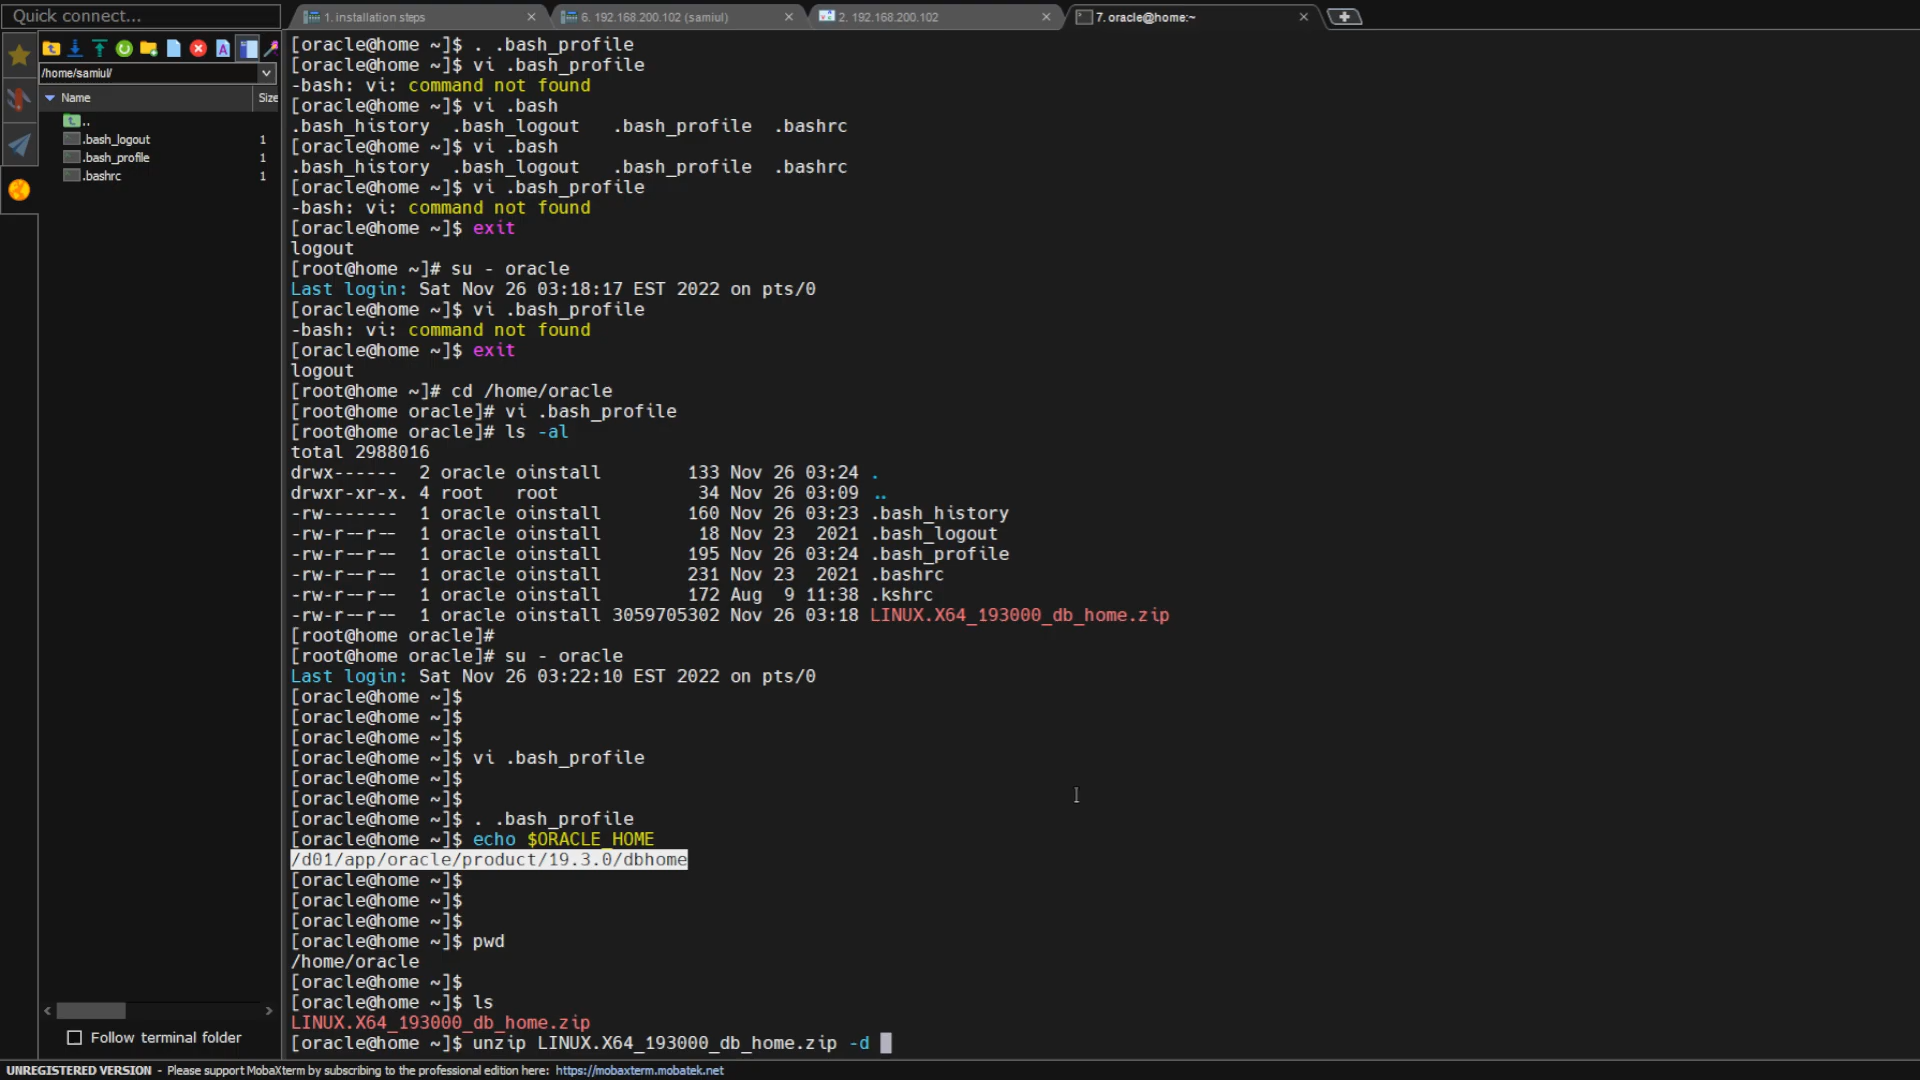 Quick connect...
1. installation steps
6. 192.168.200.102 (samiul)
2. 192.168.200.102
7. oracle@home:~
/home/samiul/
Name
Size
..
.bash_logout 1
.bash_profile 1
.bashrc 1
Follow terminal folder
[oracle@home ~]$ . .bash_profile
[oracle@home ~]$ vi .bash_profile
-bash: vi: command not found
[oracle@home ~]$ vi .bash
.bash_history .bash_logout .bash_profile .bashrc
[oracle@home ~]$ vi .bash
.bash_history .bash_logout .bash_profile .bashrc
[oracle@home ~]$ vi .bash_profile
-bash: vi: command not found
[oracle@home ~]$ exit
logout
[root@home ~]# su - oracle
Last login: Sat Nov 26 03:18:17 EST 2022 on pts/0
[oracle@home ~]$ vi .bash_profile
-bash: vi: command not found
[oracle@home ~]$ exit
logout
[root@home ~]# cd /home/oracle
[root@home oracle]# vi .bash_profile
[root@home oracle]# ls -al
total 2988016
drwx------ 2 oracle oinstall 133 Nov 26 03:24 .
drwxr-xr-x. 4 root root 34 Nov 26 03:09 ..
-rw------- 1 oracle oinstall 160 Nov 26 03:23 .bash_history
-rw-r--r-- 1 oracle oinstall 18 Nov 23 2021 .bash_logout
-rw-r--r-- 1 oracle oinstall 195 Nov 26 03:24 .bash_profile
-rw-r--r-- 1 oracle oinstall 231 Nov 23 2021 .bashrc
-rw-r--r-- 1 oracle oinstall 172 Aug 9 11:38 .kshrc
-rw-r--r-- 1 oracle oinstall 3059705302 Nov 26 03:18 LINUX.X64_193000_db_home.zip
[root@home oracle]#
[root@home oracle]# su - oracle
Last login: Sat Nov 26 03:22:10 EST 2022 on pts/0
[oracle@home ~]$
[oracle@home ~]$
[oracle@home ~]$
[oracle@home ~]$ vi .bash_profile
[oracle@home ~]$
[oracle@home ~]$
[oracle@home ~]$ . .bash_profile
[oracle@home ~]$ echo $ORACLE_HOME
/d01/app/oracle/product/19.3.0/dbhome
[oracle@home ~]$
[oracle@home ~]$
[oracle@home ~]$
[oracle@home ~]$ pwd
/home/oracle
[oracle@home ~]$
[oracle@home ~]$ ls
LINUX.X64_193000_db_home.zip
[oracle@home ~]$ unzip LINUX.X64_193000_db_home.zip -d
UNREGISTERED VERSION - Please support MobaXterm by subscribing to the professional edition here: https://mobaxterm.mobatek.net